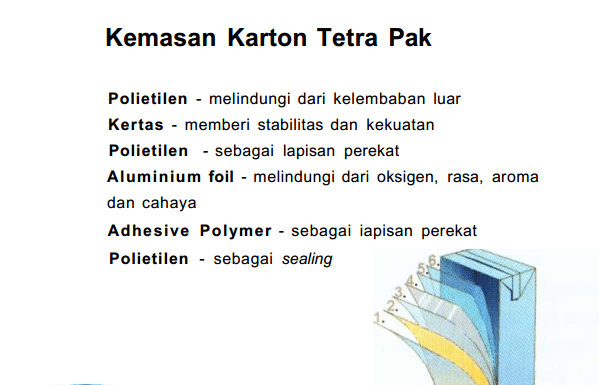 Kemasan Karton Tetra Pak
Polietilen - melindungi dari kelembaban luar
Kertas - memberi stabilitas dan kekuatan
Polietilen - sebagai lapisan perekat
Aluminium foil - melindungi dari oksigen, rasa, aroma
dan cahaya
Adhesive Polymer - sebagai iapisan perekat
Polietilen - sebagai sealing
1. 2. 3. 4. 5. 6.